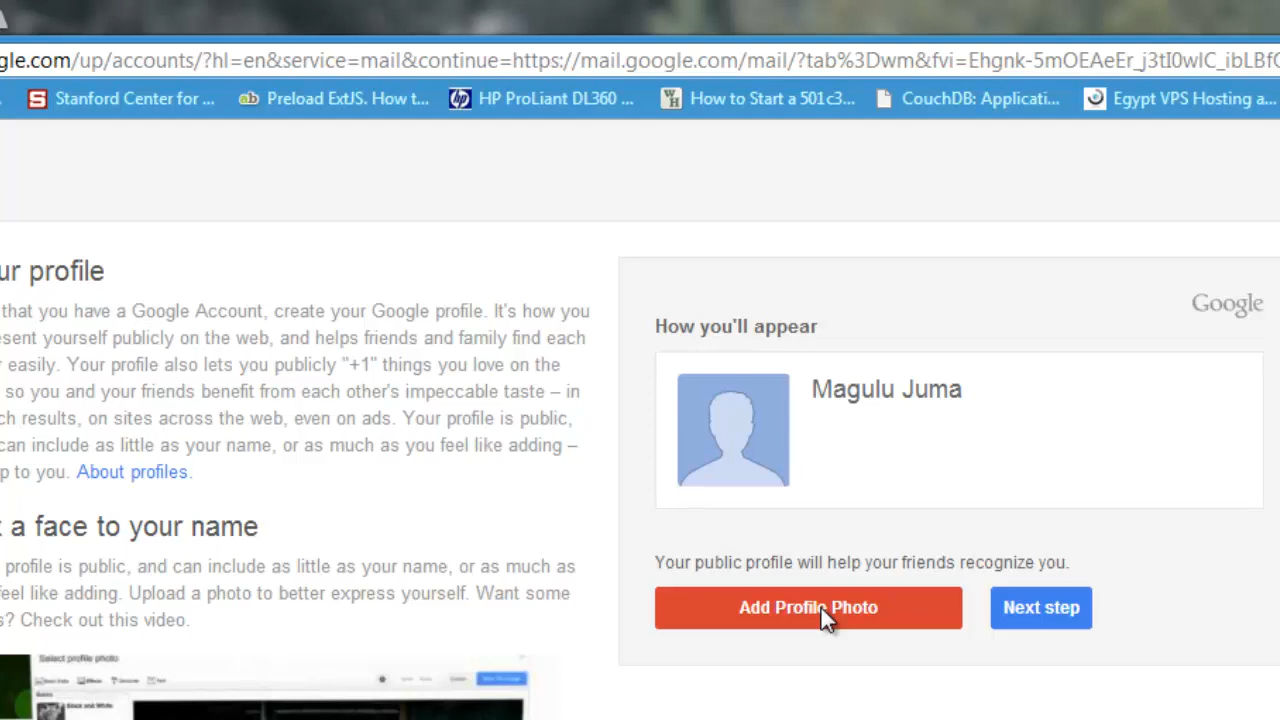 gle.com/up/accounts/?hl=en&service=mail&continue=https://mail.google.com/mail/?tab%3Dwm&fvi=Ehgnk-5mOEAeEr_j3tI0wlC_ibLBfG
Stanford Center for ... Preload ExtJS. How t... HP ProLiant DL360 ... How to Start a 501c3... CouchDB: Applicati... Egypt VPS Hosting a...
ur profile
that you have a Google Account, create your Google profile. It's how you
esent yourself publicly on the web, and helps friends and family find each
r easily. Your profile also lets you publicly "+1" things you love on the
so you and your friends benefit from each other's impeccable taste – in
ch results, on sites across the web, even on ads. Your profile is public,
can include as little as your name, or as much as you feel like adding –
p to you. About profiles.
t a face to your name
profile is public, and can include as little as your name, or as much as
feel like adding. Upload a photo to better express yourself. Want some
s? Check out this video.
Select profile photo
Black and White
Google
How you'll appear
Magulu Juma
Your public profile will help your friends recognize you.
Add Profile Photo
Next step